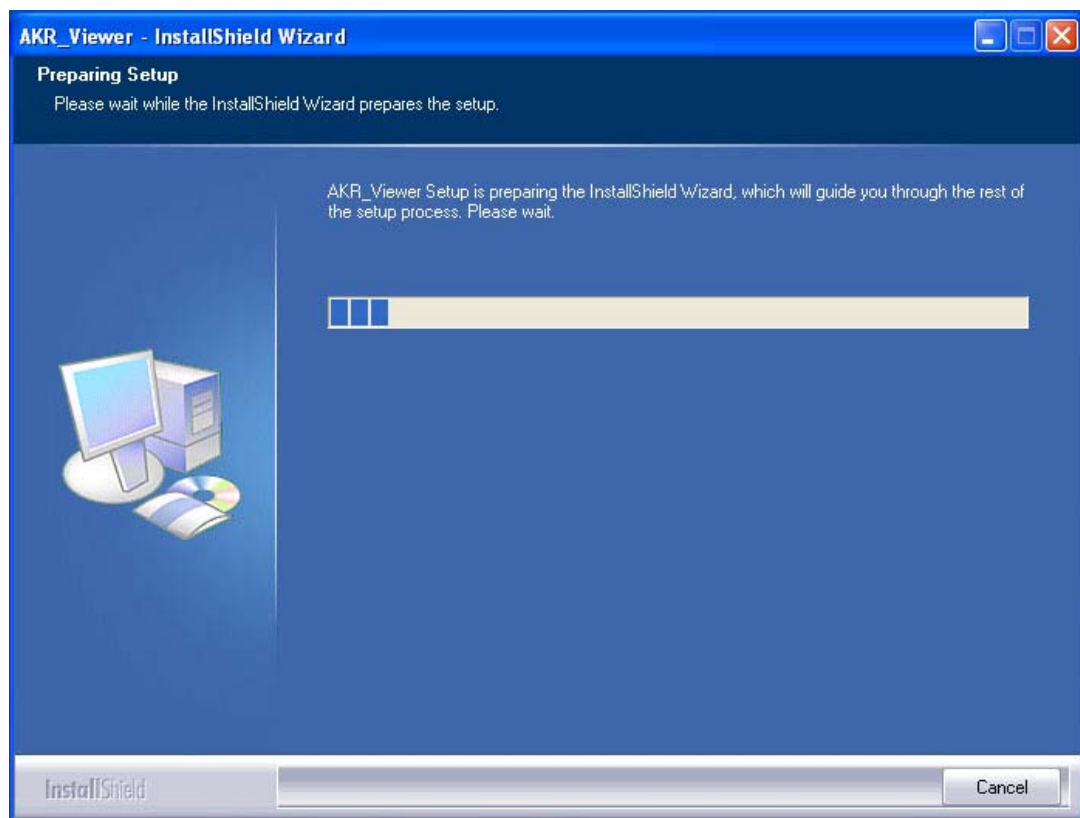 AKR_Viewer - InstallShield Wizard
Preparing Setup
Please wait while the InstallShield Wizard prepares the setup.
AKR_Viewer Setup is preparing the InstallShield Wizard, which will guide you through the rest of
the setup process. Please wait.
InstallShield
Cancel